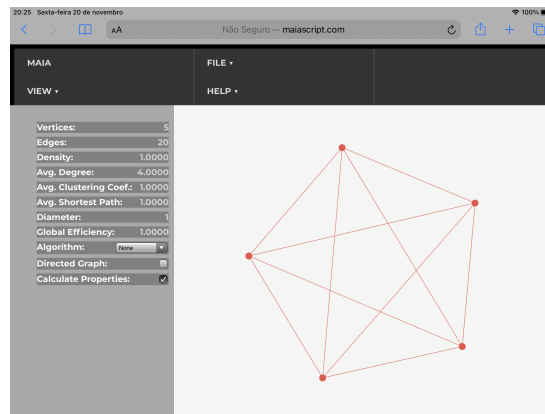 20:25 Sexta-feira 20 de novembro 100%
AA Não Seguro — maiascript.com
MAIA FILE ▾
VIEW ▾ HELP ▾
Vertices: 5
Edges: 20
Density: 1.0000
Avg. Degree: 4.0000
Avg. Clustering Coef.: 1.0000
Avg. Shortest Path: 1.0000
Diameter: 1
Global Efficiency: 1.0000
Algorithm: None
Directed Graph:
Calculate Properties: